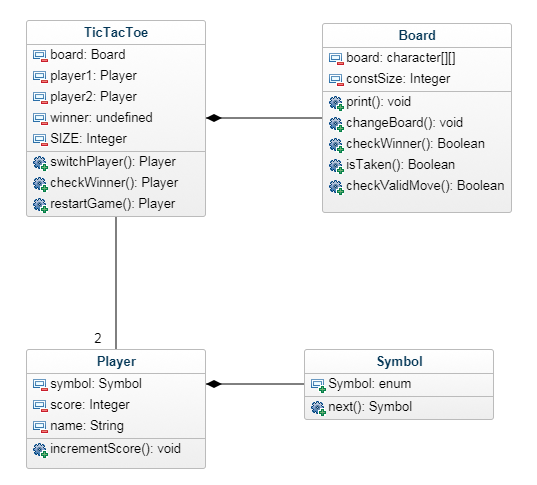 TicTacToe
board: Board
player1: Player
player2: Player
winner: undefined
SIZE: Integer
switchPlayer(): Player
checkWinner(): Player
restartGame(): Player
Board
board: character[][]
constSize: Integer
print(): void
changeBoard(): void
checkWinner(): Boolean
isTaken(): Boolean
checkValidMove(): Boolean
2
Player
symbol: Symbol
score: Integer
name: String
incrementScore(): void
Symbol
Symbol: enum
next(): Symbol